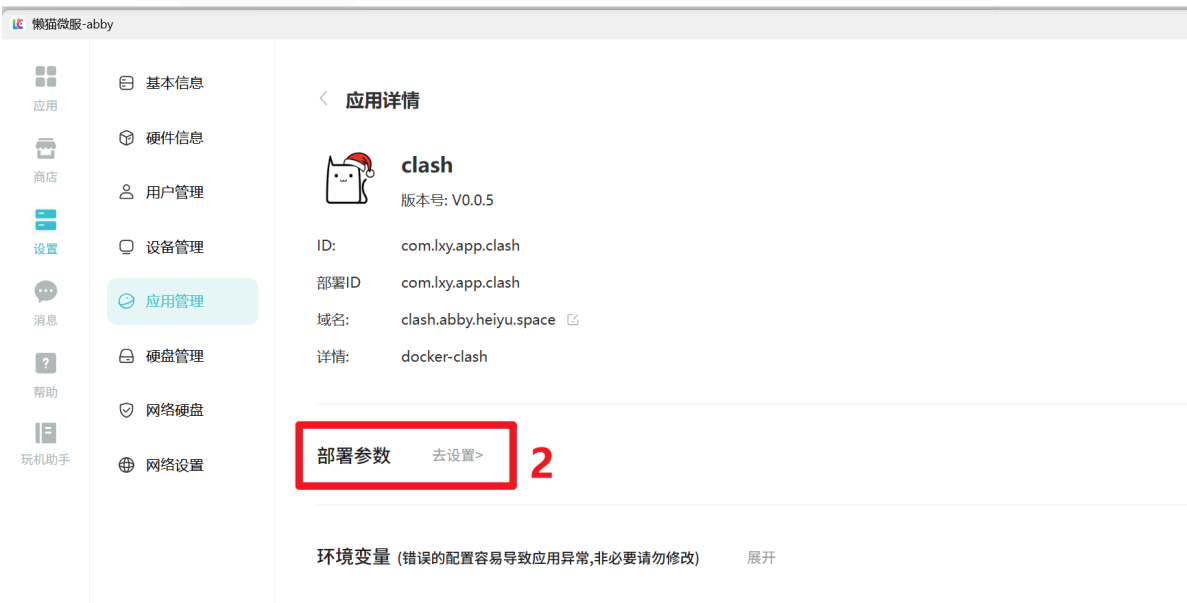 懒猫微服-abby
应用
商店
设置
消息
?
帮助
玩机助手
基本信息
硬件信息
用户管理
设备管理
应用管理
硬盘管理
网络硬盘
网络设置
应用详情
clash
版本号: V0.0.5
ID: com.lxy.app.clash
部署ID com.lxy.app.clash
域名: clash.abby.heiyu.space
详情: docker-clash
部署参数 去设置> 2
环境变量 (错误的配置容易导致应用异常,非必要请勿修改) 展开